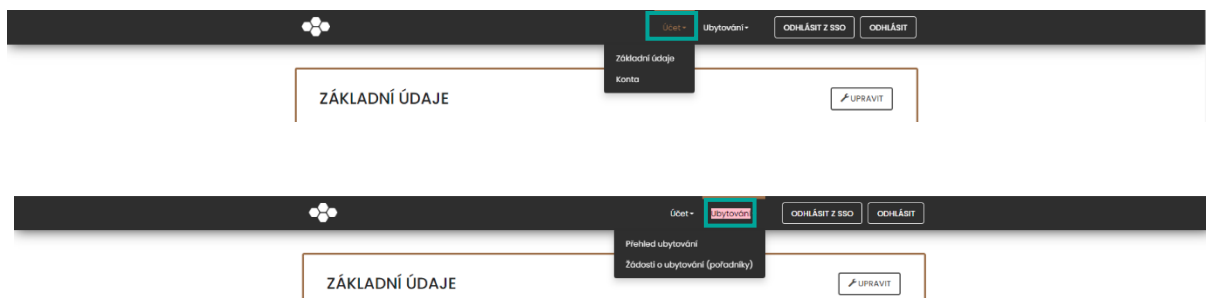 Účet Ubytování ODHLÁSIT Z SSO ODHLÁSIT
Základní údaje
Konta
ZÁKLADNÍ ÚDAJE UPRAVIT
Účet Ubytování ODHLÁSIT Z SSO ODHLÁSIT
Přehled ubytování
Žádosti o ubytování (pořadníky)
ZÁKLADNÍ ÚDAJE UPRAVIT